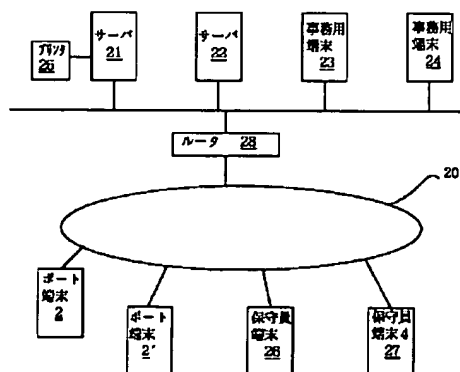 サーバ
21
サーバ
22
事務用
端末
23
事務用
端末
24
プリンタ
25
ルータ 28
20
ポート
端末
2
ポート
端末
2'
保守員
端末
26
保守員
端末4
27